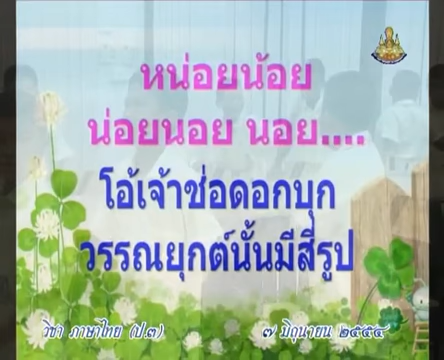 หน่อยน้อย
น่อยนอย นอย....
โอ้เจ้าช่อดอกบุก
วรรณยุกต์นั้นมีสี่รูป
วิชา ภาษาไทย (ป.๓) ๗ มิถุนายน ๒๕๕๔